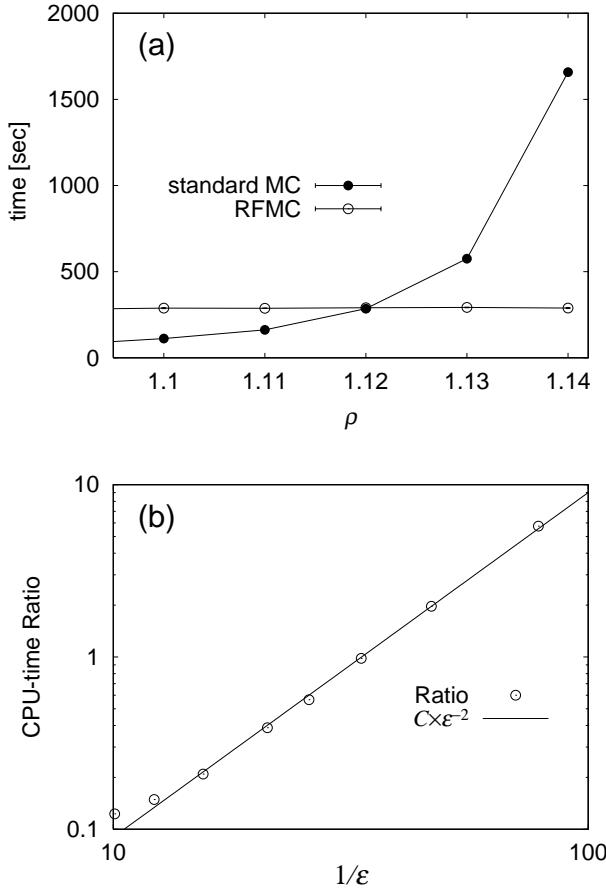 (a)
2000
1500
1000
500
0
time [sec]
standard MC
RFMC
1.1 1.11 1.12 1.13 1.14
ρ
(b)
10
1
0.1
CPU-time Ratio
Ratio
C×ε⁻²
10 100
1/ε